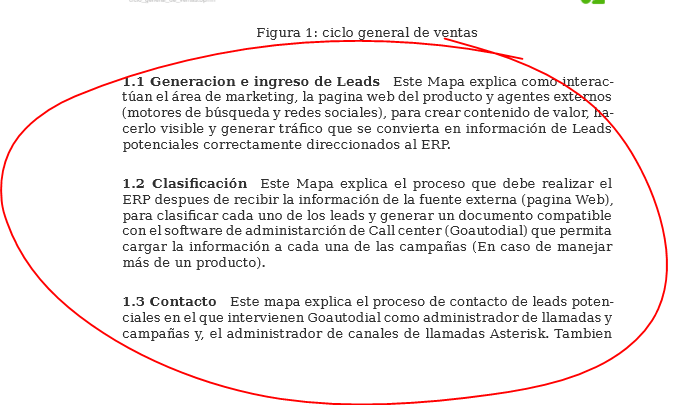 Figura 1: ciclo general de ventas
1.1 Generacion e ingreso de Leads Este Mapa explica como interac-
túan el área de marketing, la pagina web del producto y agentes externos
(motores de búsqueda y redes sociales), para crear contenido de valor, ha-
cerlo visible y generar tráfico que se convierta en información de Leads
potenciales correctamente direccionados al ERP.
1.2 Clasificación Este Mapa explica el proceso que debe realizar el
ERP despues de recibir la información de la fuente externa (pagina Web),
para clasificar cada uno de los leads y generar un documento compatible
con el software de administarción de Call center (Goautodial) que permita
cargar la información a cada una de las campañas (En caso de manejar
más de un producto).
1.3 Contacto Este mapa explica el proceso de contacto de leads poten-
ciales en el que intervienen Goautodial como administrador de llamadas y
campañas y, el administrador de canales de llamadas Asterisk. Tambien